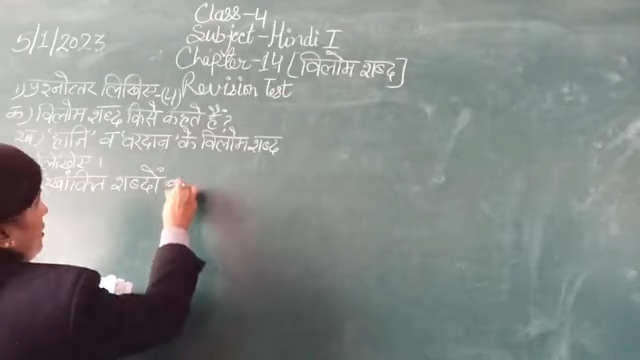 Class-4
5/1/2023
Subject-Hindi I
Chapter-14 [विलोम शब्द]
Revision Test
1) प्रश्नोत्तर लिखिए-(4)
क) विलोम शब्द किसे कहते हैं?
ख) 'हानि' व 'वरदान' के विलोम शब्द
लिखिए।
शब्दों